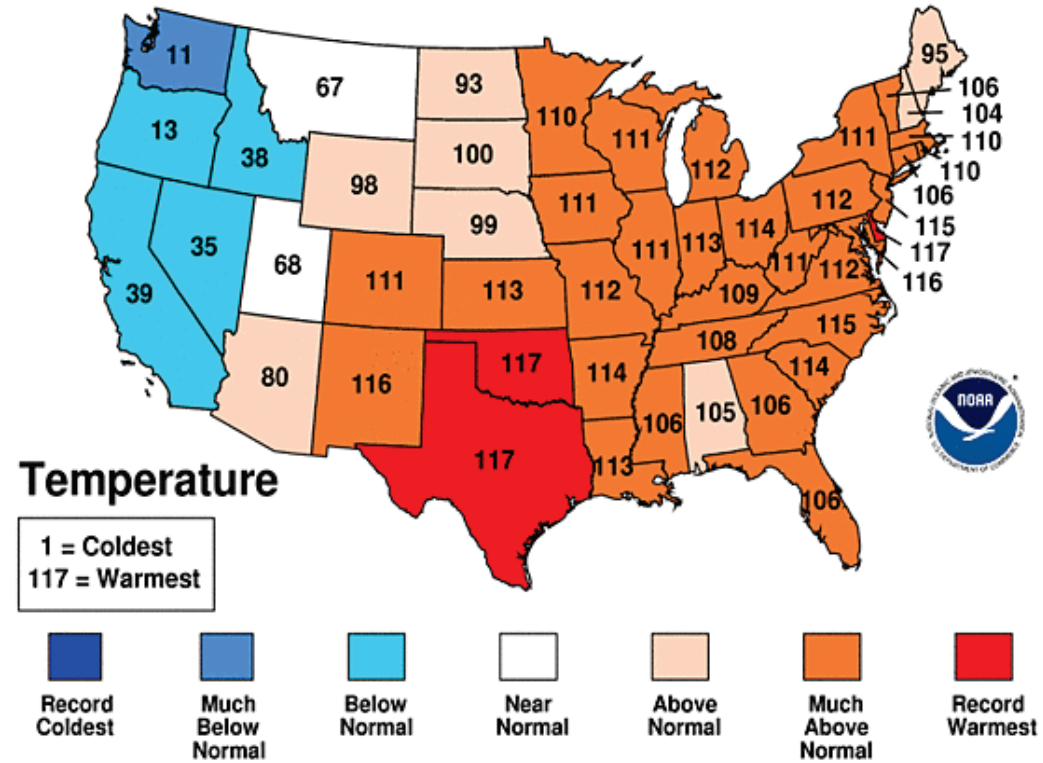 11
95
67
93
106
104
110
13
38
111
111
110
100
112
110
98
106
111
112
99
115
35
114
117
111
113
111
112
68
116
111
113
112
39
109
115
108
117
114
114
80
116
105
106
106
NOAA
117
113
106
Temperature
1 = Coldest
117 = Warmest
Record
Coldest
Much
Below
Normal
Below
Normal
Near
Normal
Above
Normal
Much
Above
Normal
Record
Warmest